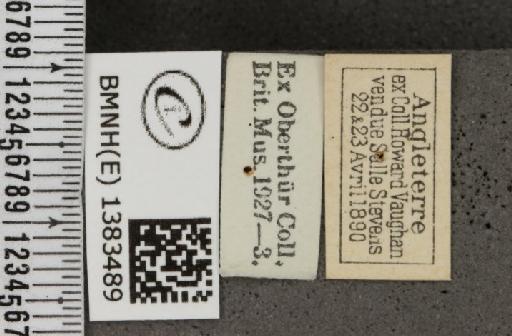 BMNH(E) 1383489
Ex Oberthür Coll.
Brit. Mus. 1927—3.
Angleterre
ex Coll. Howard Vaughan
vendue Salle Stevens
22 & 23 Avril 1890